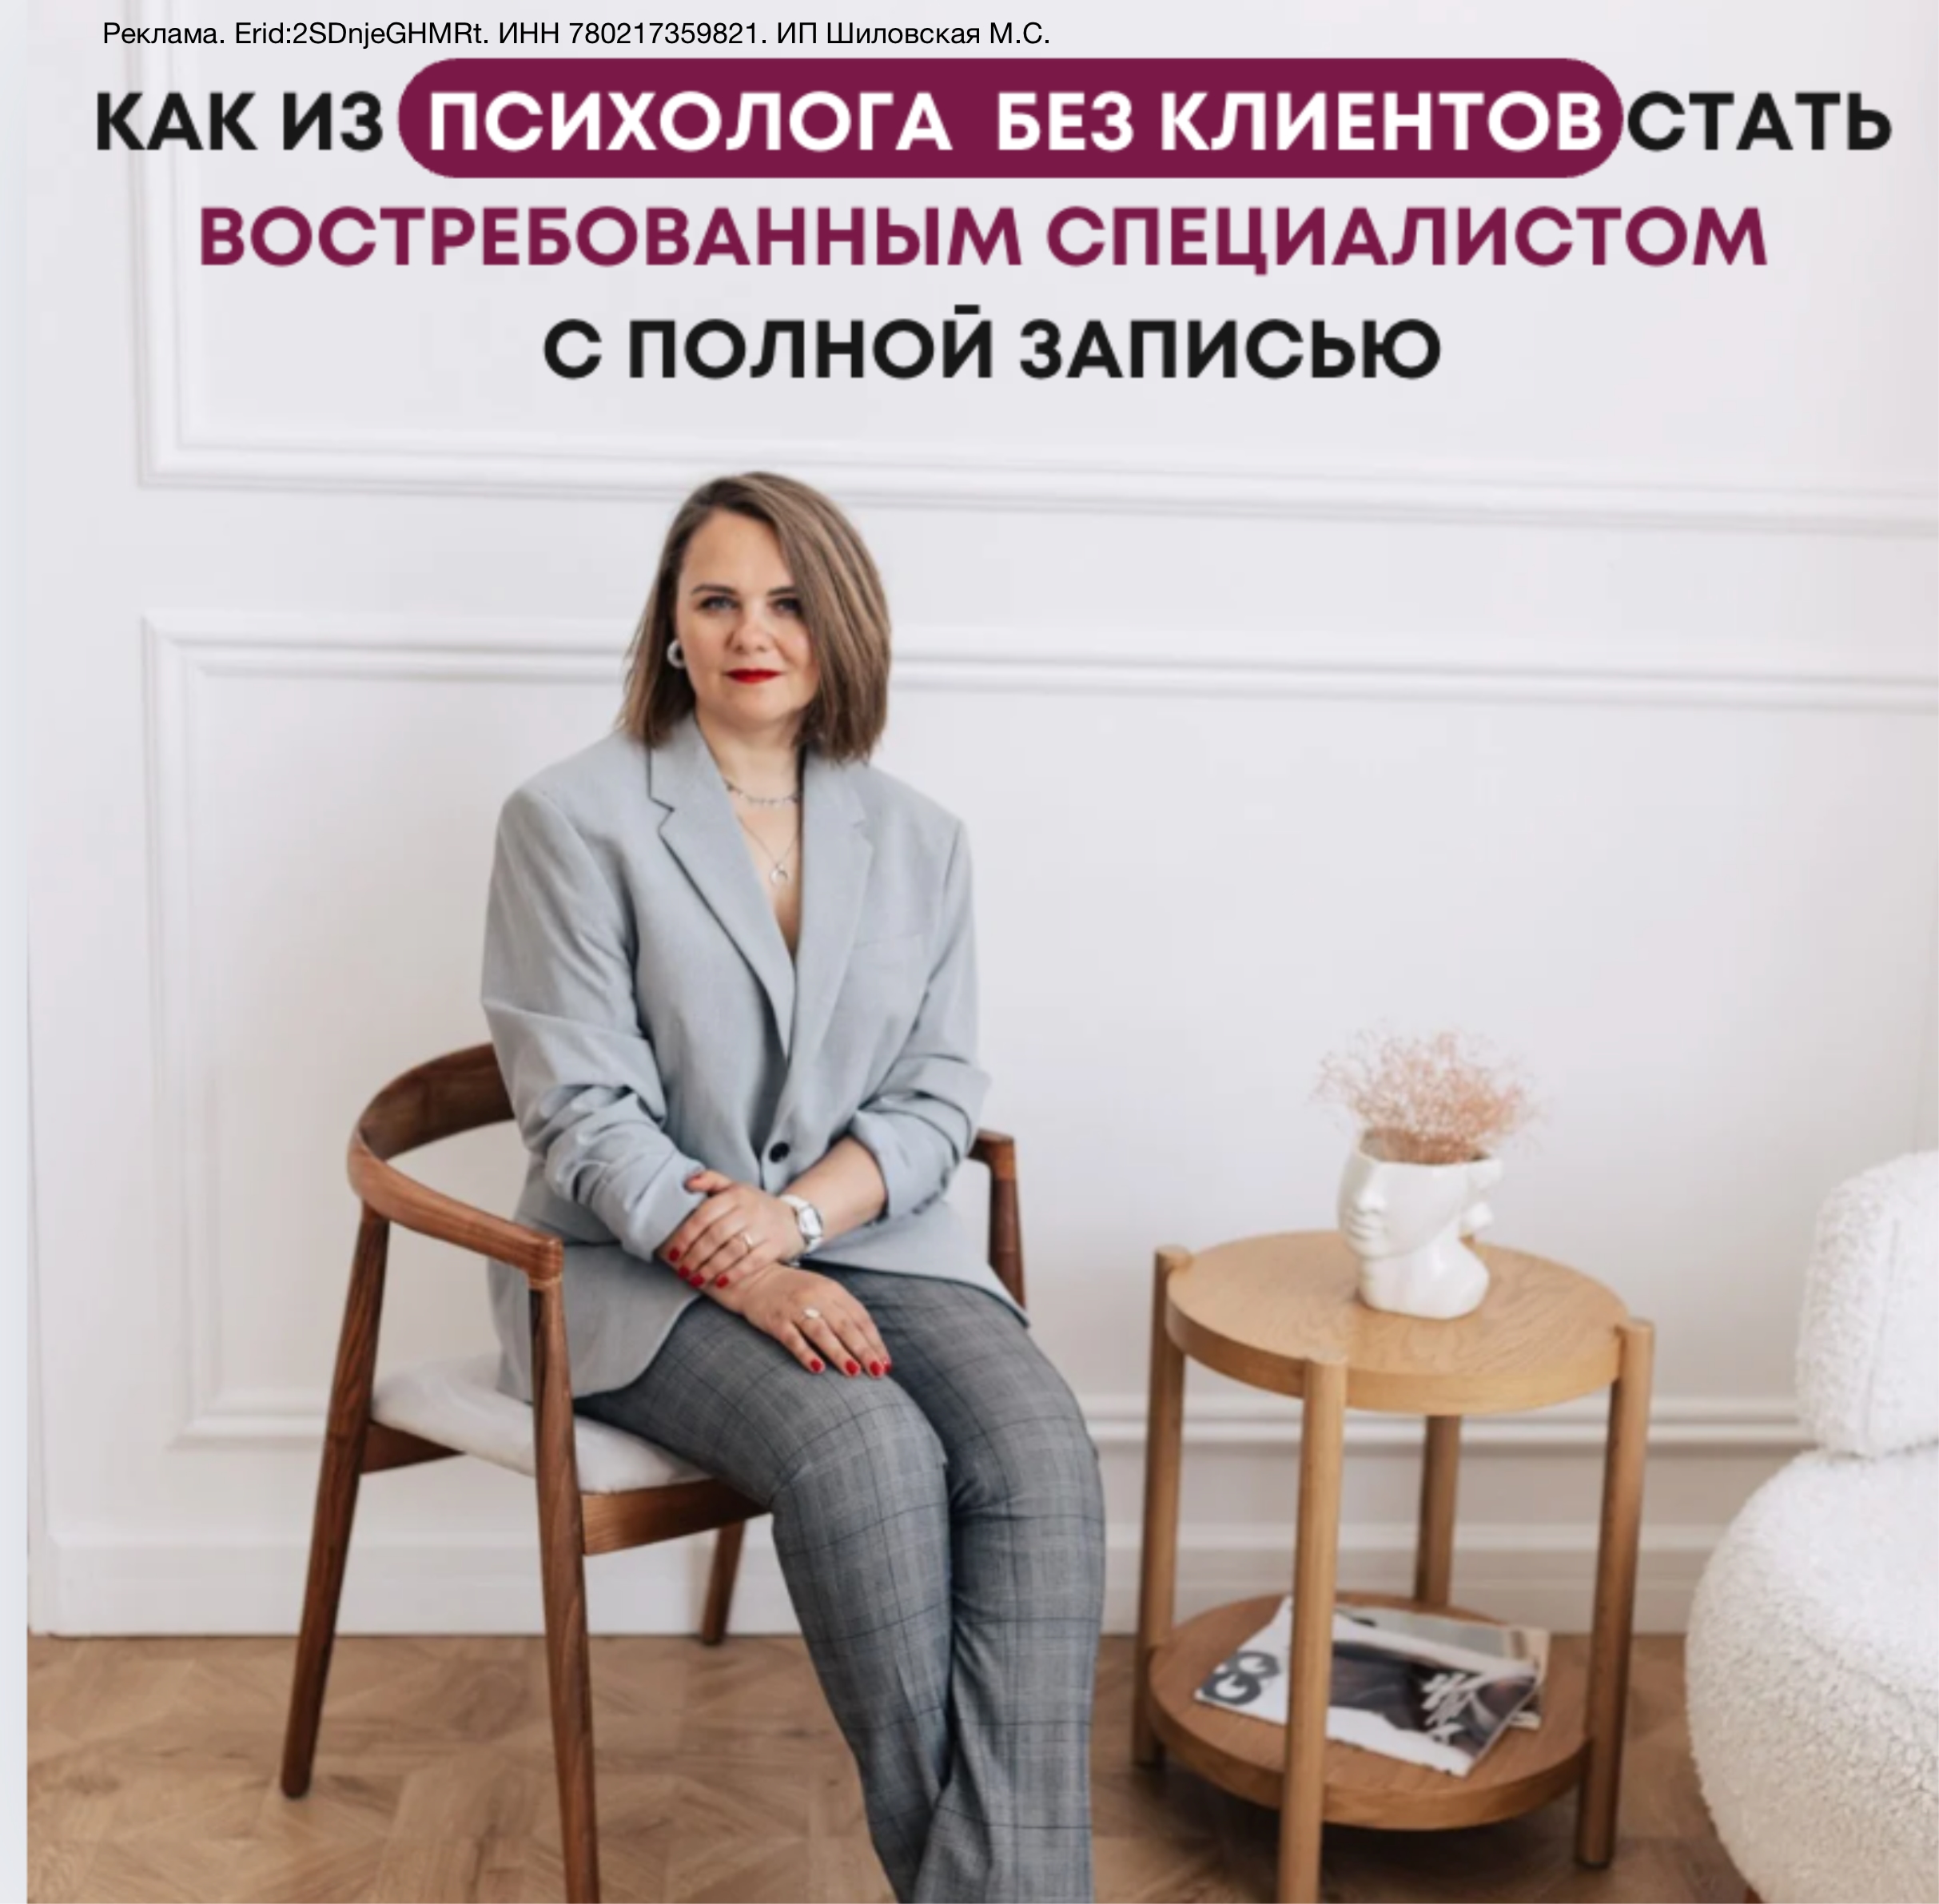 Реклама. Erid:2SDnjeGHMRt. ИНН 780217359821. ИП Шиловская М.С.
КАК ИЗ ПСИХОЛОГА БЕЗ КЛИЕНТОВ СТАТЬ
ВОСТРЕБОВАННЫМ СПЕЦИАЛИСТОМ
С ПОЛНОЙ ЗАПИСЬЮ